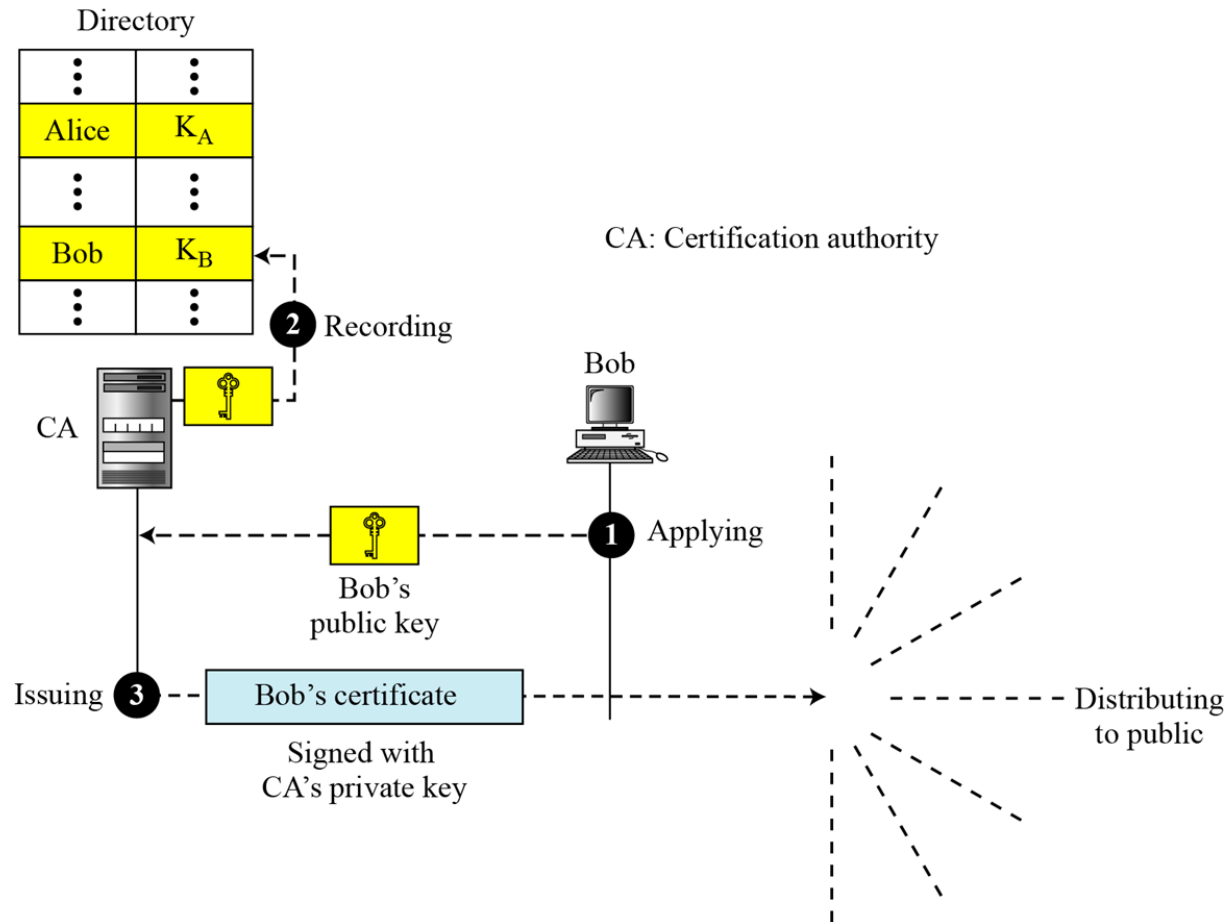 Directory
Alice K_A
Bob K_B
CA: Certification authority
2 Recording
Bob
CA
1 Applying
Bob’s
public key
Issuing 3 Bob’s certificate
Distributing
to public
Signed with
CA’s private key